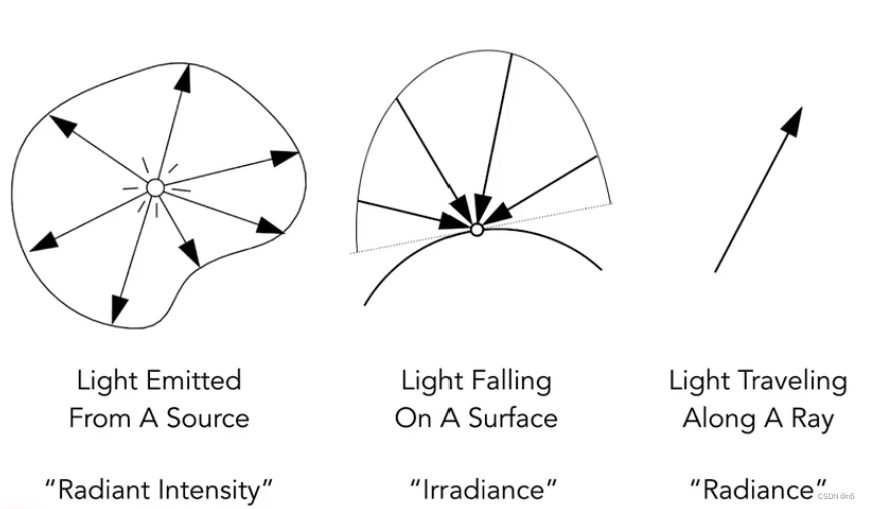 Light Emitted
From A Source
"Radiant Intensity"
Light Falling
On A Surface
"Irradiance"
Light Traveling
Along A Ray
"Radiance"
CSDN @n5